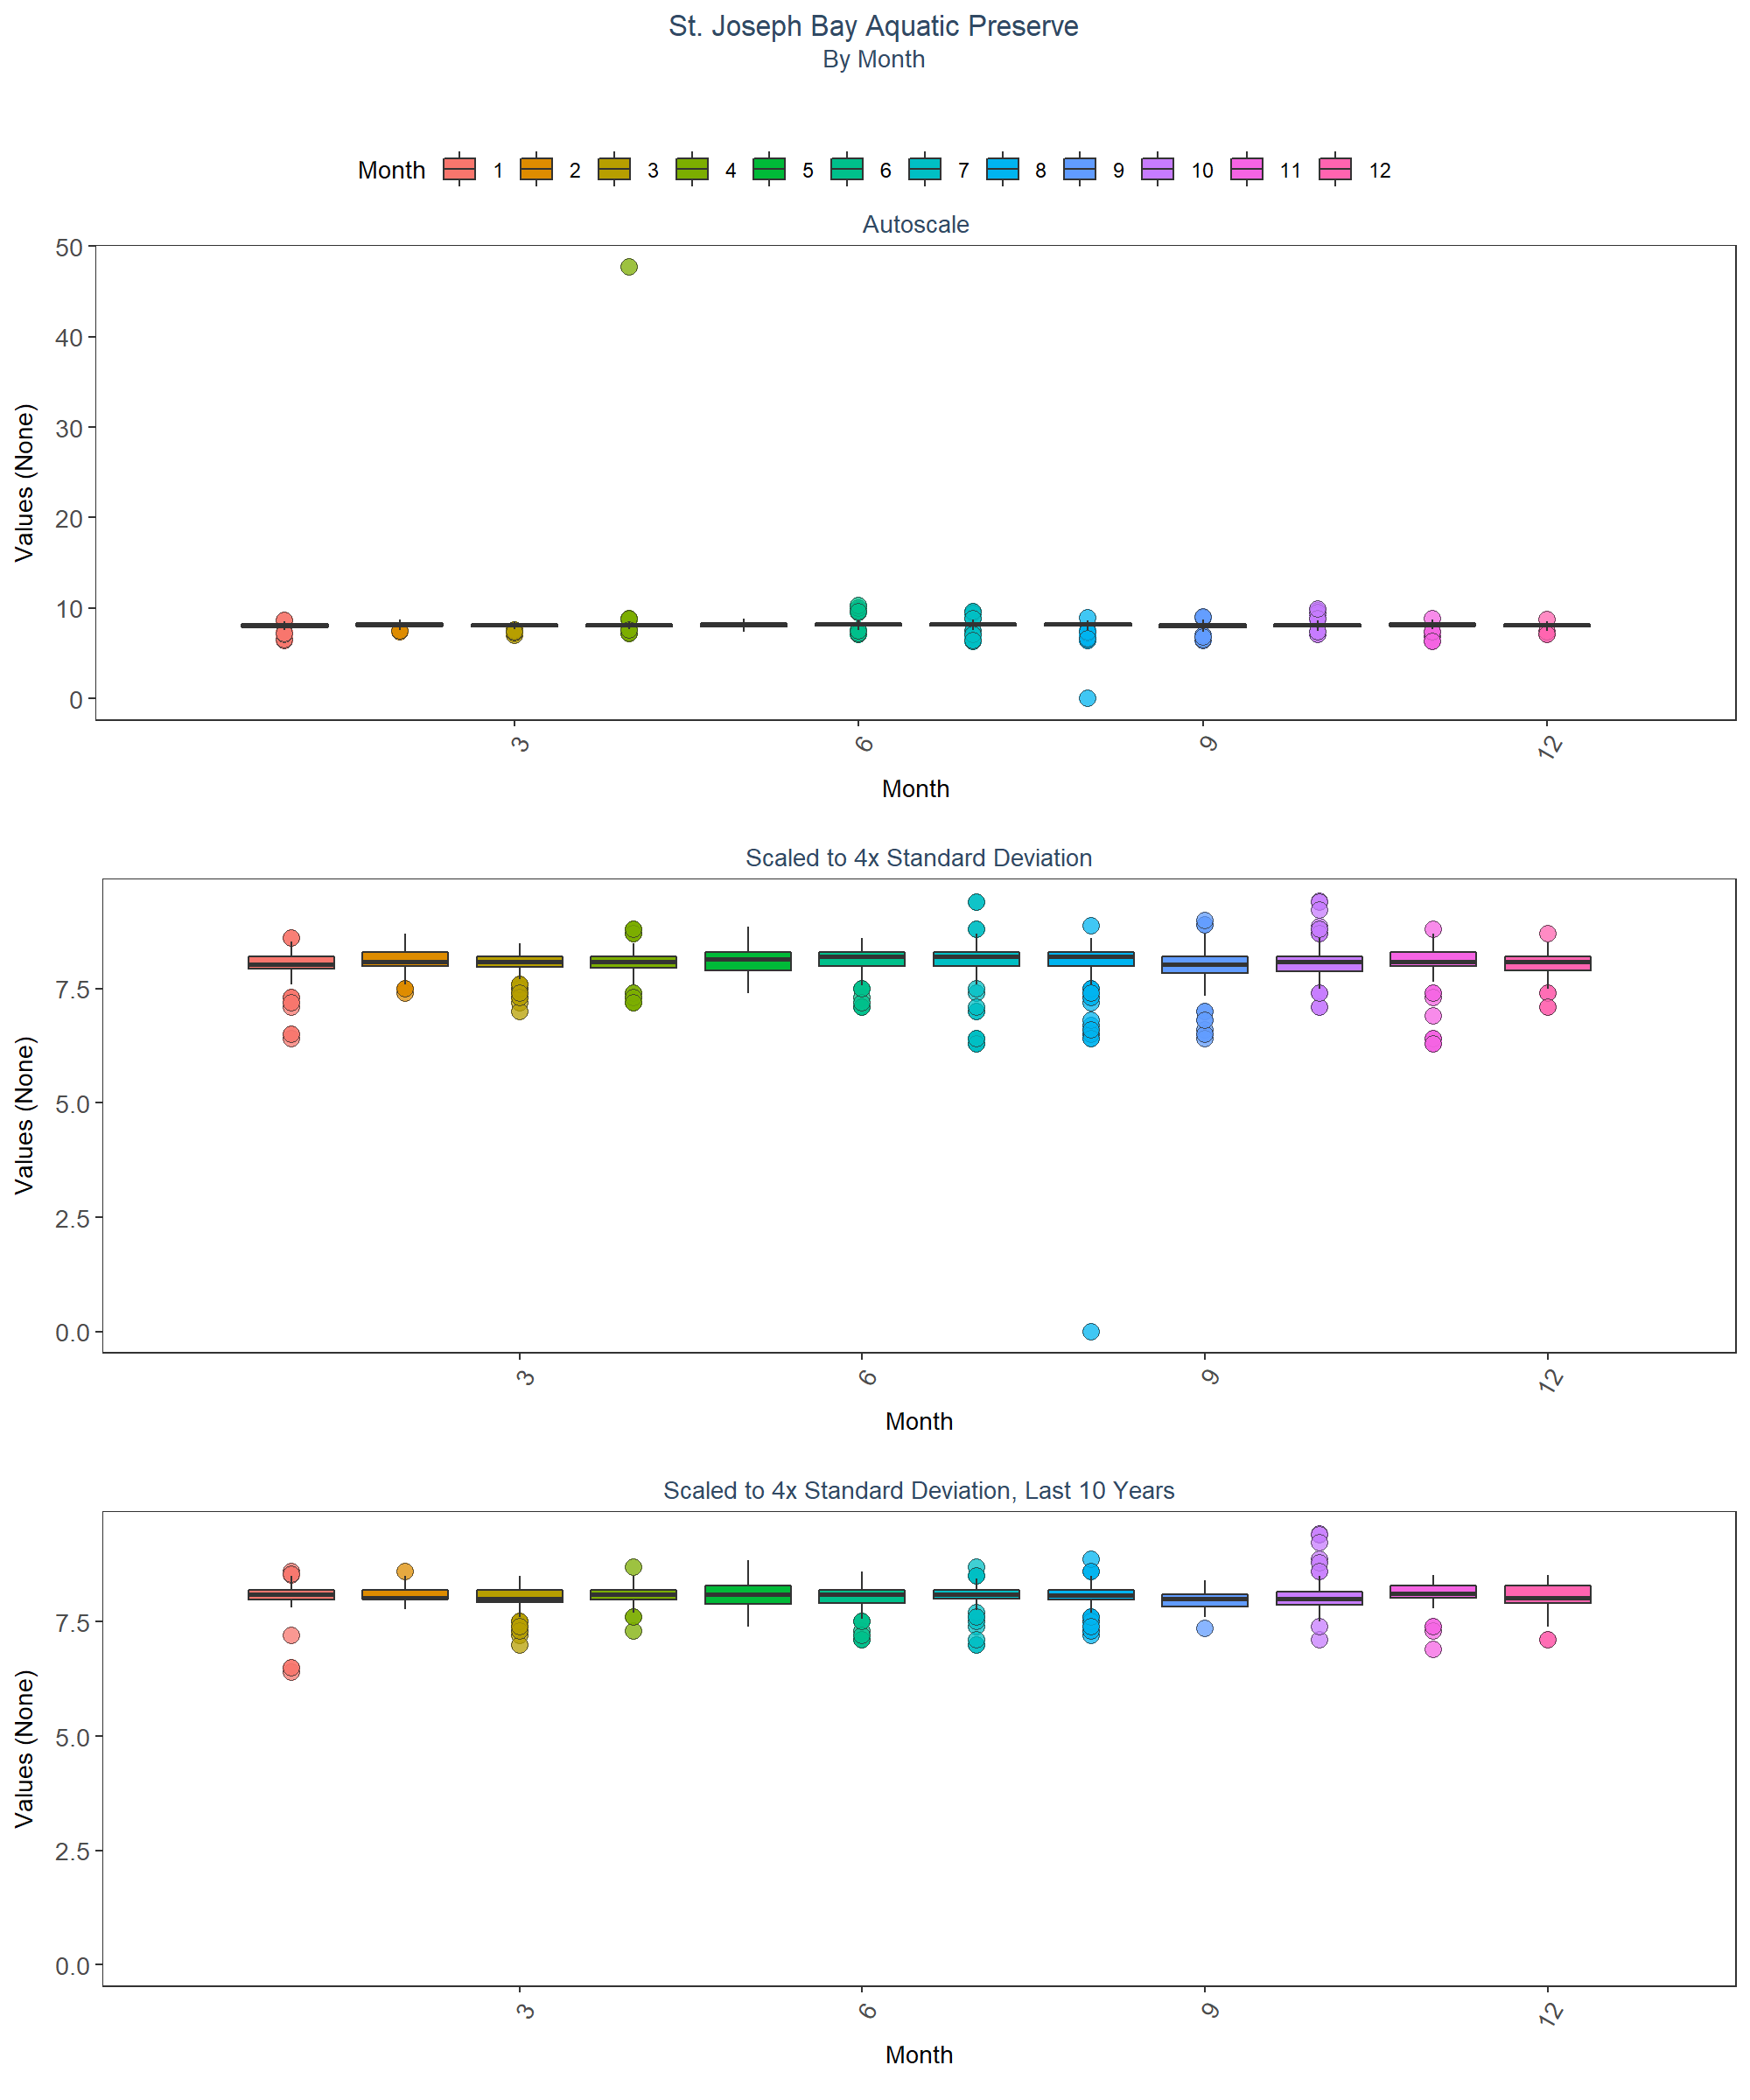 St. Joseph Bay Aquatic Preserve
By Month
Month 1 2 3 4 5 6 7 8 9 10 11 12
Autoscale
50
40
30
20
10
0
Values (None)
3 6 9 12
Month
Scaled to 4x Standard Deviation
7.5
5.0
2.5
0.0
Values (None)
3 6 9 12
Month
Scaled to 4x Standard Deviation, Last 10 Years
7.5
5.0
2.5
0.0
Values (None)
3 6 9 12
Month